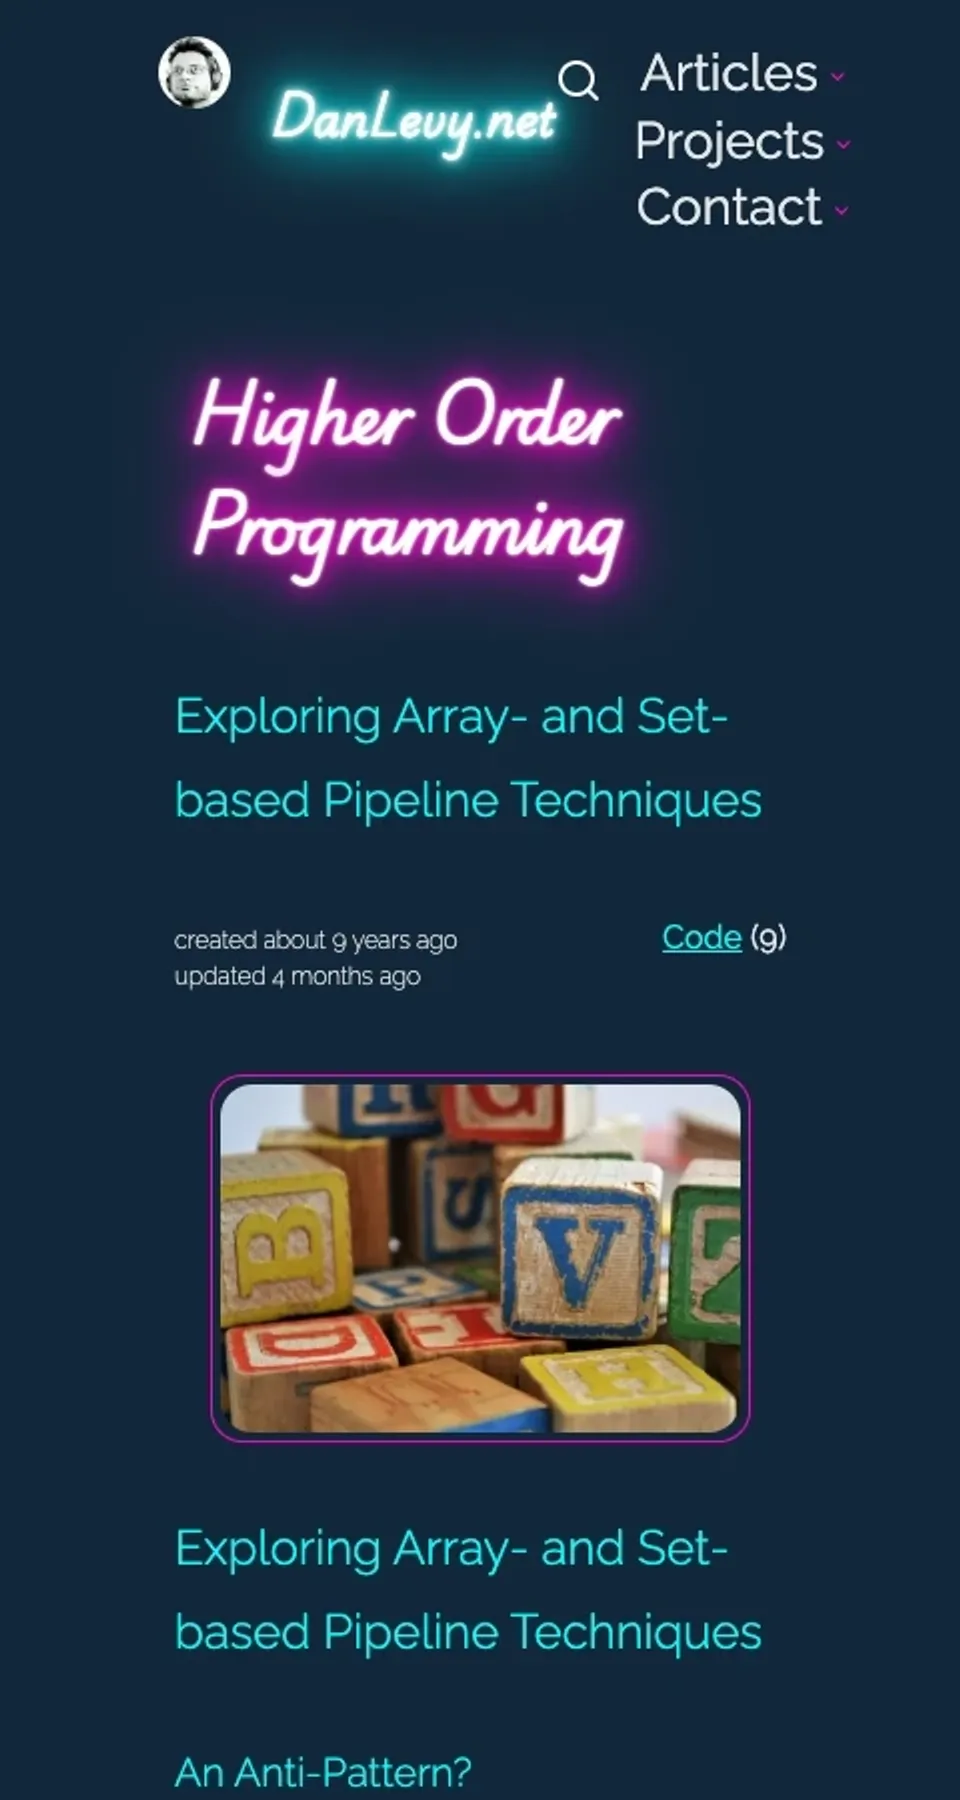 DanLevy.net
Articles
Projects
Contact
Higher Order
Programming
Exploring Array- and Set-
based Pipeline Techniques
created about 9 years ago
updated 4 months ago
Code (9)
G
B
S
V
D
H
Exploring Array- and Set-
based Pipeline Techniques
An Anti-Pattern?